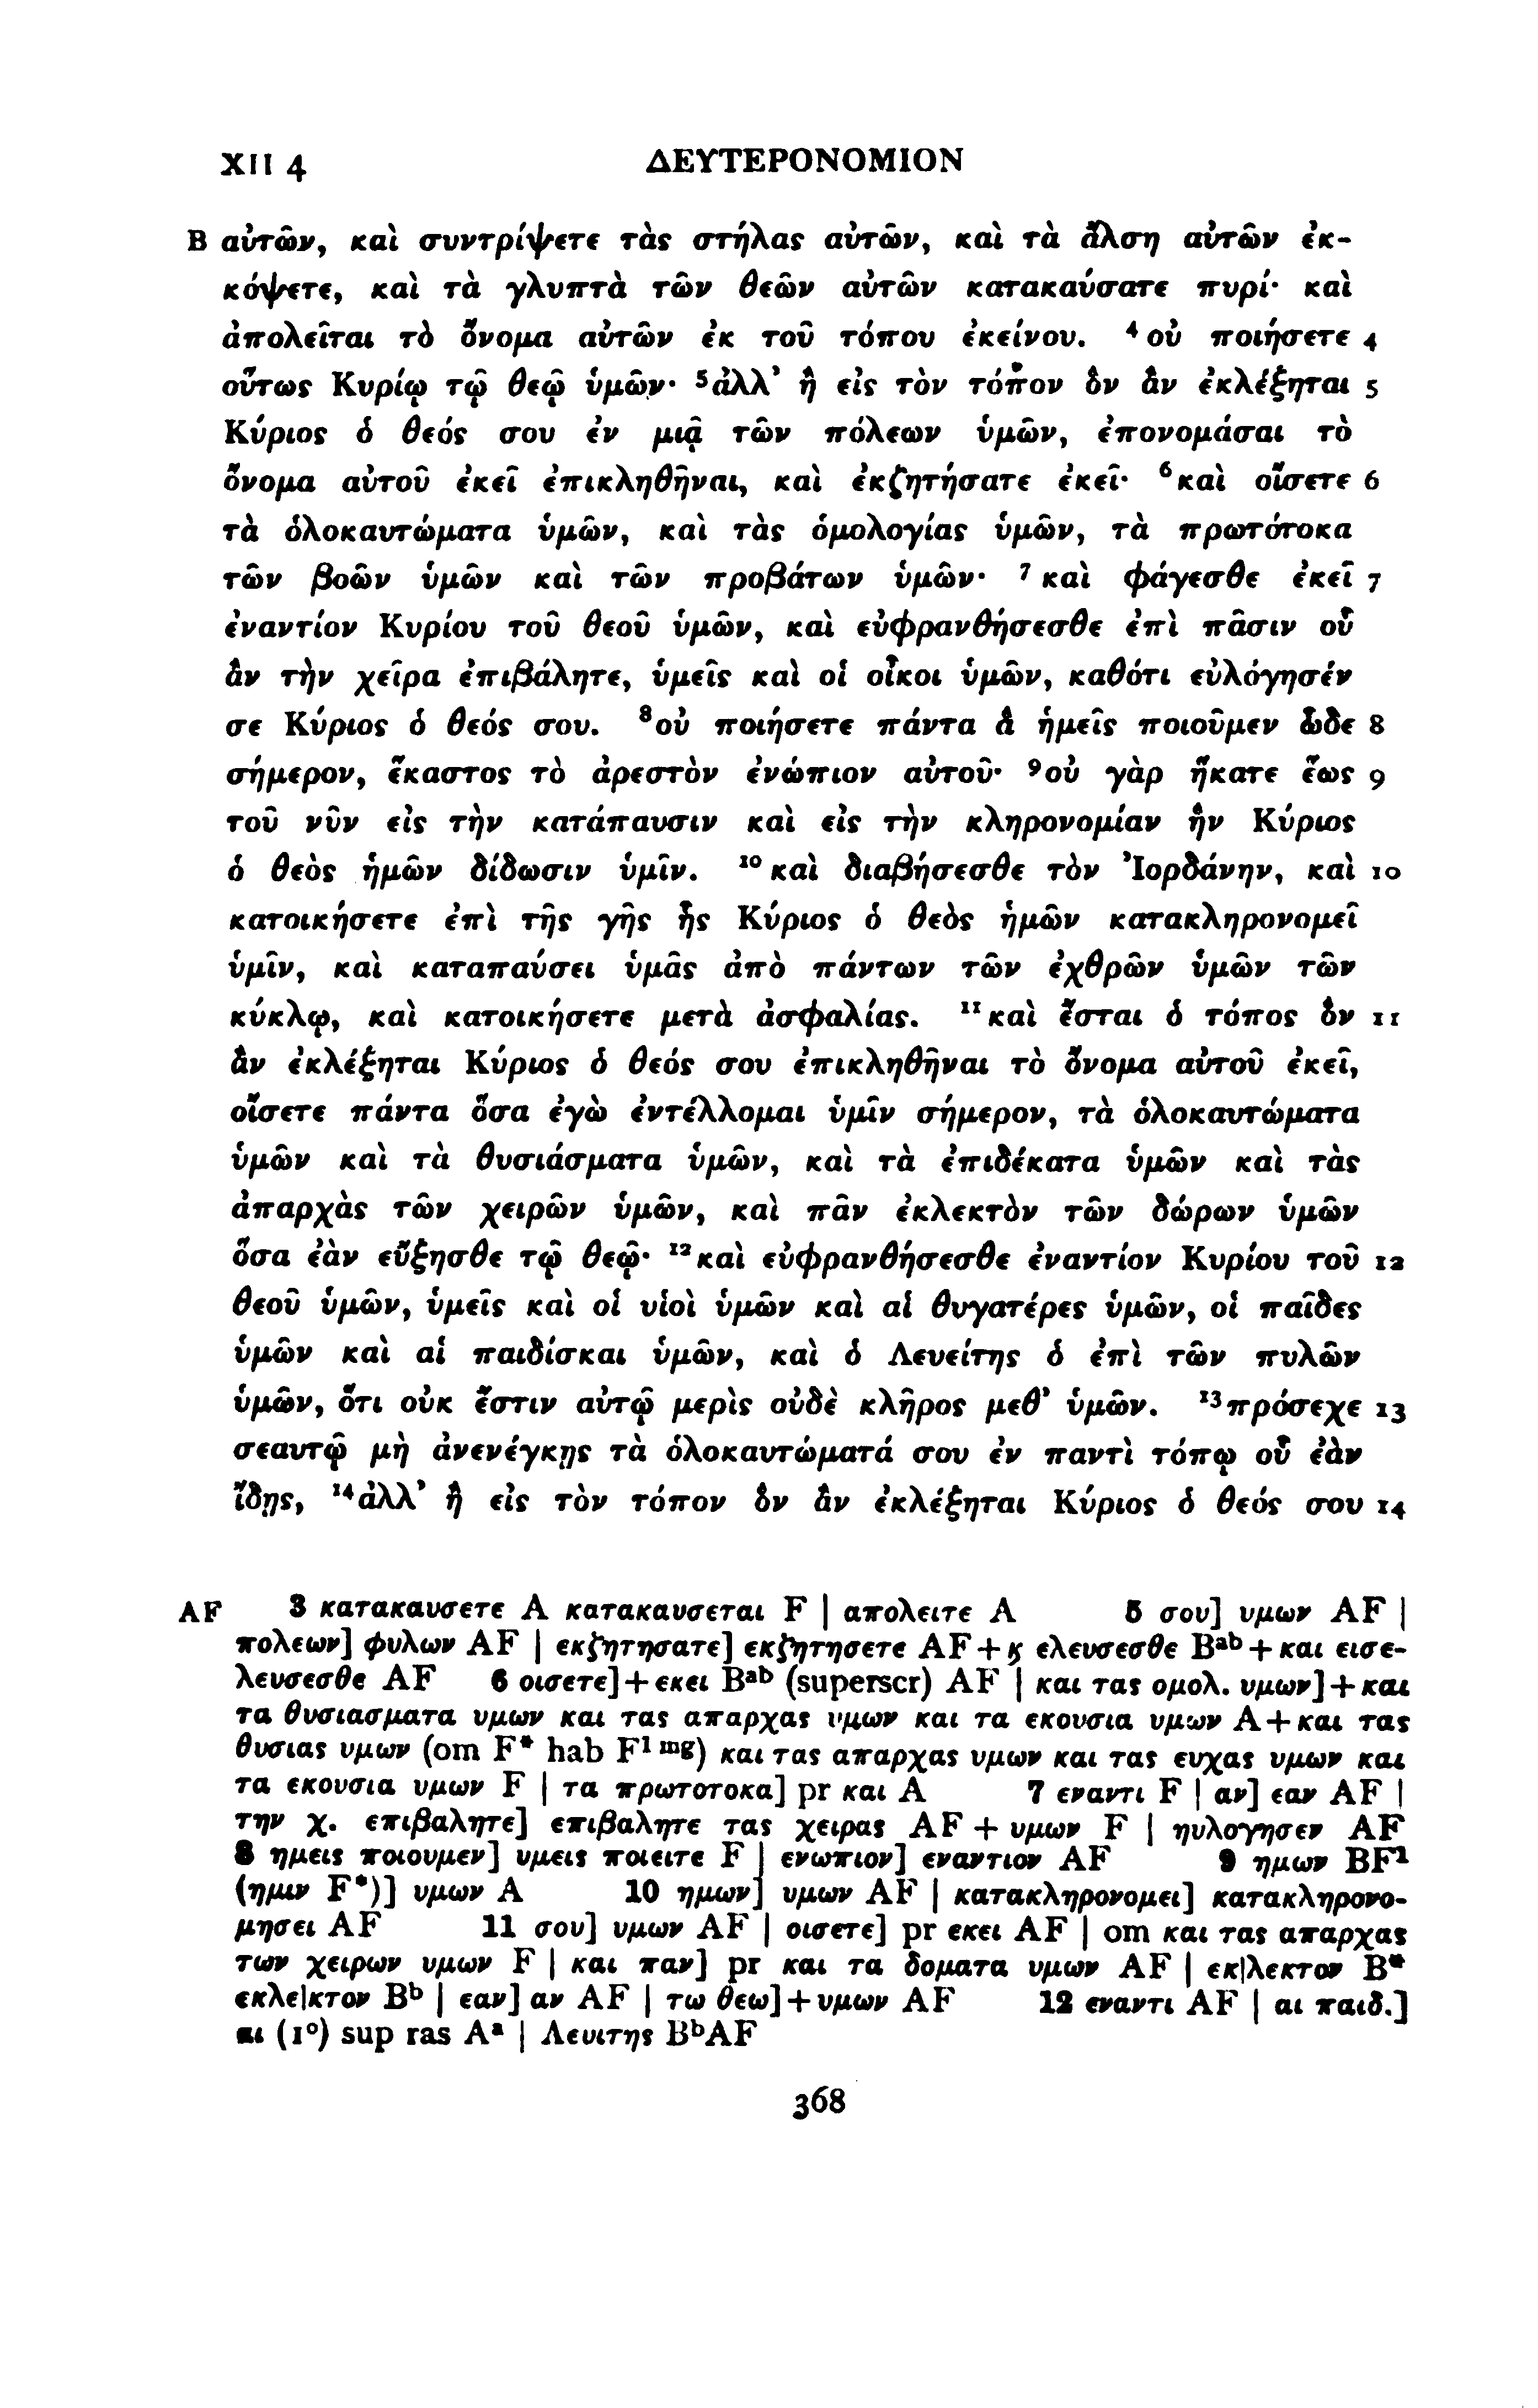 XII 4 ΔΕΥΤΕΡΟΝΟΜΙΟΝ
B αὐτῶν, καὶ συντρίψετε τὰς στήλας αὐτῶν, καὶ τὰ ἄλση αὐτῶν ἐκ-
κόψετε, καὶ τὰ γλυπτὰ τῶν θεῶν αὐτῶν κατακαύσατε πυρί· καὶ
ἀπολεῖται τὸ ὄνομα αὐτῶν ἐκ τοῦ τόπου ἐκείνου. ⁴ οὐ ποιήσετε 4
οὕτως Κυρίῳ τῷ θεῷ ὑμῶν· ⁵ἀλλ’ ἢ εἰς τὸν τόπον ὃν ἂν ἐκλέξηται 5
Κύριος ὁ θεός σου ἐν μιᾷ τῶν πόλεων ὑμῶν, ἐπονομάσαι τὸ
ὄνομα αὐτοῦ ἐκεῖ ἐπικληθῆναι, καὶ ἐκζητήσατε ἐκεῖ· ⁶καὶ οἴσετε 6
τὰ ὁλοκαυτώματα ὑμῶν, καὶ τὰς ὁμολογίας ὑμῶν, τὰ πρωτότοκα
τῶν βοῶν ὑμῶν καὶ τῶν προβάτων ὑμῶν· ⁷ καὶ φάγεσθε ἐκεῖ 7
ἐναντίον Κυρίου τοῦ θεοῦ ὑμῶν, καὶ εὐφρανθήσεσθε ἐπὶ πᾶσιν οὗ
ἂν τὴν χεῖρα ἐπιβάλητε, ὑμεῖς καὶ οἱ οἶκοι ὑμῶν, καθότι εὐλόγησέν
σε Κύριος ὁ θεός σου. ⁸οὐ ποιήσετε πάντα ἃ ἡμεῖς ποιοῦμεν ὧδε 8
σήμερον, ἕκαστος τὸ ἀρεστὸν ἐνώπιον αὐτοῦ· ⁹οὐ γὰρ ἥκατε ἕως 9
τοῦ νῦν εἰς τὴν κατάπαυσιν καὶ εἰς τὴν κληρονομίαν ἣν Κύριος
ὁ θεὸς ἡμῶν δίδωσιν ὑμῖν. ¹⁰ καὶ διαβήσεσθε τὸν Ἰορδάνην, καὶ 10
κατοικήσετε ἐπὶ τῆς γῆς ἧς Κύριος ὁ θεὸς ἡμῶν κατακληρονομεῖ
ὑμῖν, καὶ καταπαύσει ὑμᾶς ἀπὸ πάντων τῶν ἐχθρῶν ὑμῶν τῶν
κύκλῳ, καὶ κατοικήσετε μετὰ ἀσφαλίας. ¹¹ καὶ ἔσται ὁ τόπος ὃν 11
ἂν ἐκλέξηται Κύριος ὁ θεός σου ἐπικληθῆναι τὸ ὄνομα αὐτοῦ ἐκεῖ,
οἴσετε πάντα ὅσα ἐγὼ ἐντέλλομαι ὑμῖν σήμερον, τὰ ὁλοκαυτώματα
ὑμῶν καὶ τὰ θυσιάσματα ὑμῶν, καὶ τὰ ἐπιδέκατα ὑμῶν καὶ τὰς
ἀπαρχὰς τῶν χειρῶν ὑμῶν, καὶ πᾶν ἐκλεκτὸν τῶν δώρων ὑμῶν
ὅσα ἐὰν εὔξησθε τῷ θεῷ· ¹²καὶ εὐφρανθήσεσθε ἐναντίον Κυρίου τοῦ 12
θεοῦ ὑμῶν, ὑμεῖς καὶ οἱ υἱοὶ ὑμῶν καὶ αἱ θυγατέρες ὑμῶν, οἱ παῖδες
ὑμῶν καὶ αἱ παιδίσκαι ὑμῶν, καὶ ὁ Λευείτης ὁ ἐπὶ τῶν πυλῶν
ὑμῶν, ὅτι οὐκ ἔστιν αὐτῷ μερὶς οὐδὲ κλῆρος μεθ’ ὑμῶν. ¹³πρόσεχε 13
σεαυτῷ μὴ ἀνενέγκῃς τὰ ὁλοκαυτώματά σου ἐν παντὶ τόπῳ οὗ ἐὰν
ἴδῃς, ¹⁴ἀλλ’ ἢ εἰς τὸν τόπον ὃν ἂν ἐκλέξηται Κύριος ὁ θεός σου 14
AF 3 κατακαυσετε A κατακαυσεται F | απολειτε A 5 σου] υμων AF |
πολεων] φυλων AF | εκζητησατε] εκζητησετε AF + ϗ ελευσεσθε Bᵃᵇ + και εισε-
λευσεσθε AF 6 οισετε] + εκει Bᵃᵇ (superscr) AF | και τας ομολ. υμων] + και
τα θυσιασματα υμων και τας απαρχας υμων και τα εκουσια υμων A + και τας
θυσιας υμων (om F* hab F¹ ᵐᵍ) και τας απαρχας υμων και τας ευχας υμων και
τα εκουσια υμων F | τα πρωτοτοκα] pr και A 7 εναντι F | αν] εαν AF |
την χ. επιβαλητε] επιβαλητε τας χειρας AF + υμων F | ηυλογησεν AF
8 ημεις ποιουμεν] υμεις ποιειτε F | ενωπιον] εναντιον AF 9 ημων BF¹
(ημιν F*)] υμων A 10 ημων] υμων AF | κατακληρονομει] κατακληρονο-
μησει AF 11 σου] υμων AF | οισετε] pr εκει AF | om και τας απαρχας
των χειρων υμων F | και παν] pr και τα δοματα υμων AF | εκ|λεκτον B*
εκλε|κτον Bᵇ | εαν] αν AF | τω θεω] + υμων AF 12 εναντι AF | αι παιδ.]
αι (1°) sup ras Aᵃ | Λευιτης BᵇAF
368